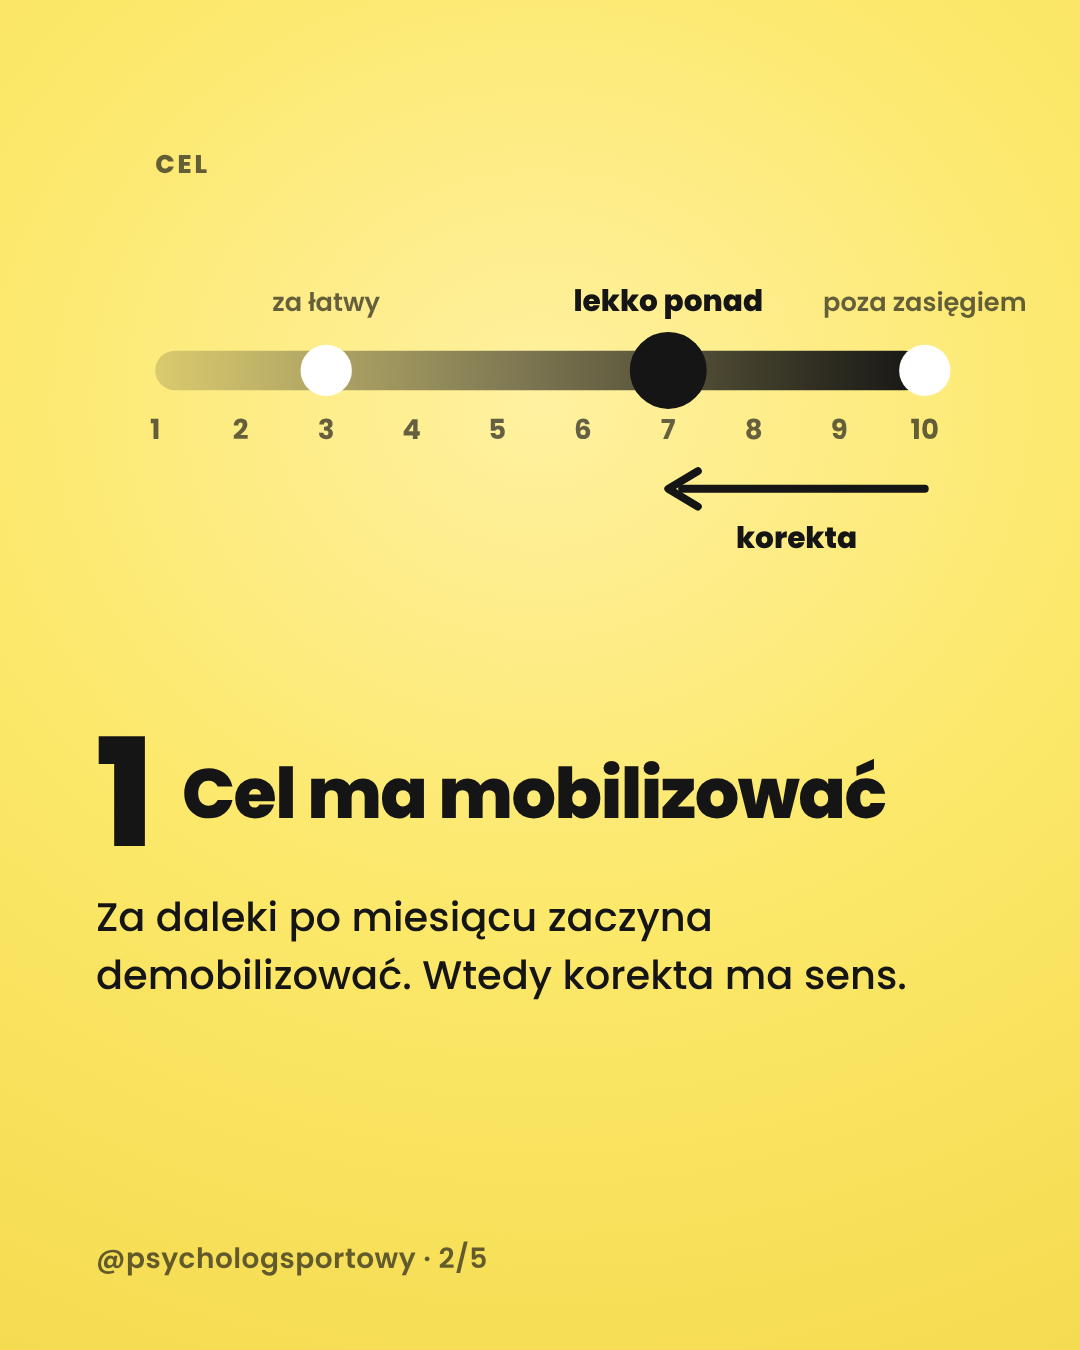 CEL
za łatwy lekko ponad poza zasięgiem
1 2 3 4 5 6 7 8 9 10
korekta
1 Cel ma mobilizować
Za daleki po miesiącu zaczyna
demobilizować. Wtedy korekta ma sens.
@psychologsportowy · 2/5